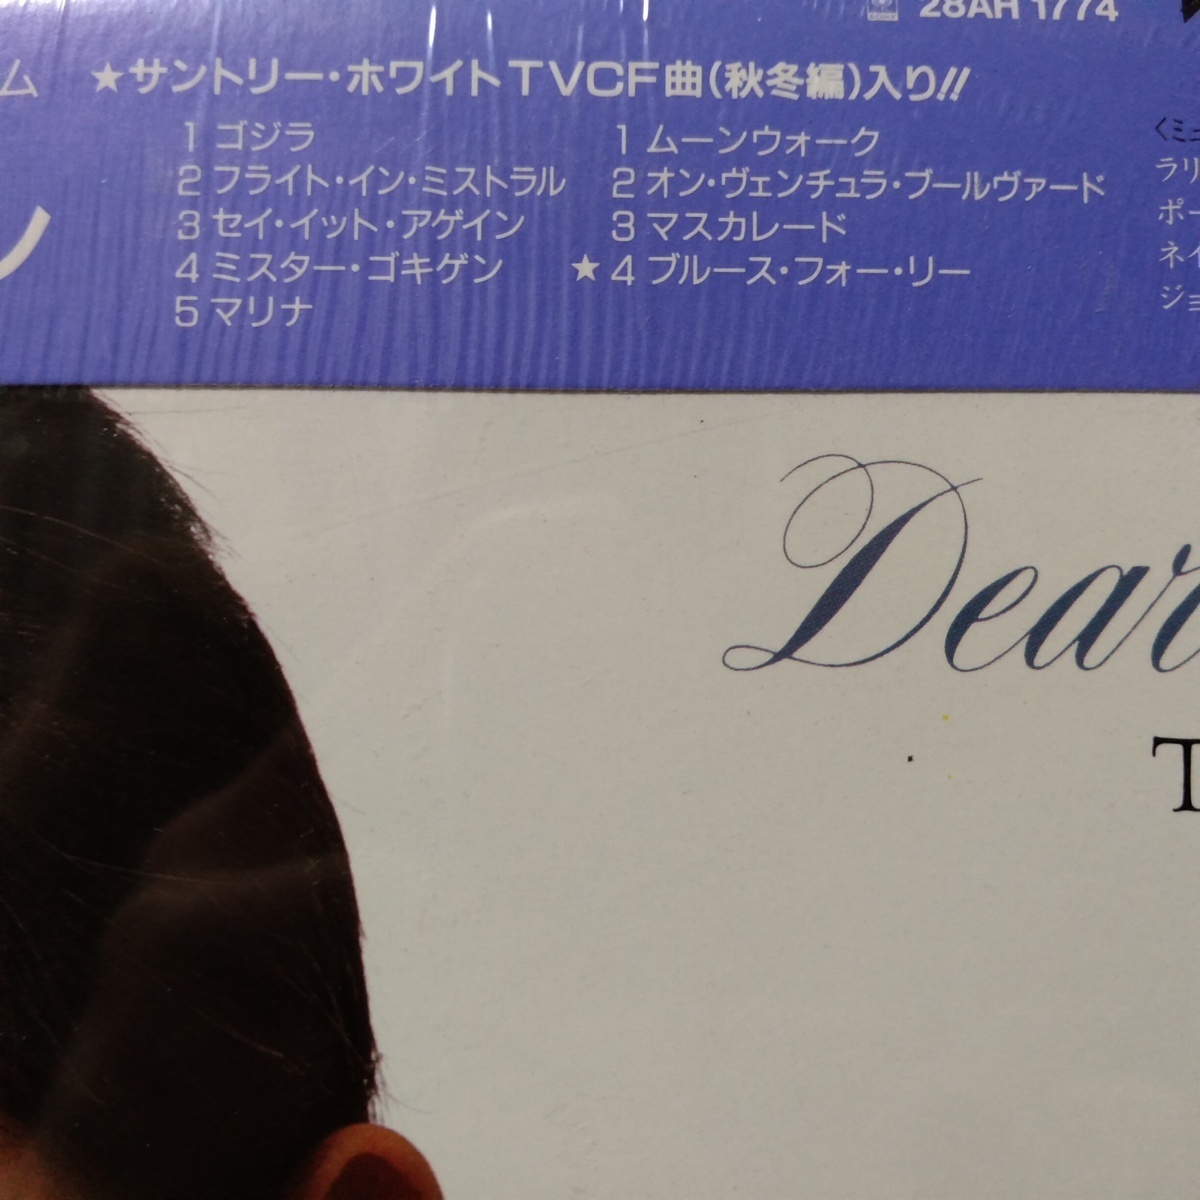 28AH 1774
ム ★サントリー・ホワイトTVCF曲(秋冬編)入り!!
1 ゴジラ
2 フライト・イン・ミストラル
3 セイ・イット・アゲイン
4 ミスター・ゴキゲン
5 マリナ
1 ムーンウォーク
2 オン・ヴェンチュラ・ブールヴァード
3 マスカレード
★4 ブルース・フォー・リー
〈ミュ
ラリ
ポー
ネイ
ジョ
Dear
T